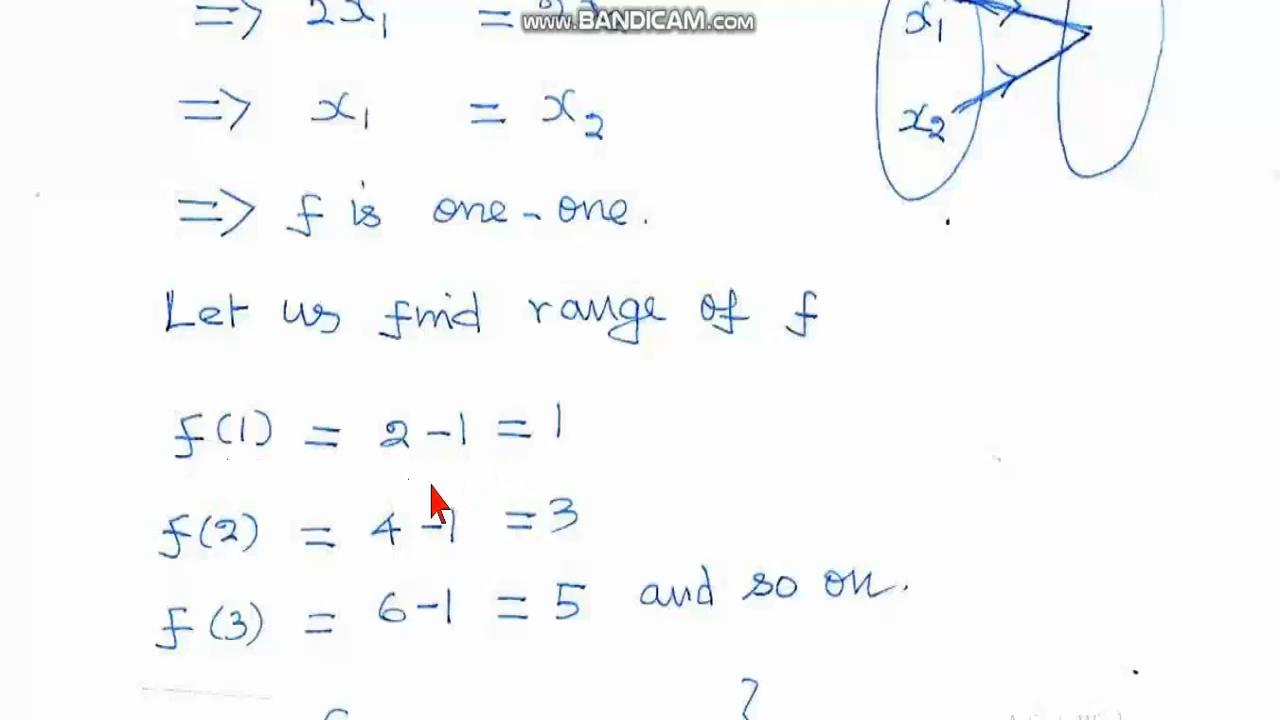 => 2x₁ =
www.BANDICAM.com
=> x₁ = x₂
=> f is one-one.
x₁
x₂
Let us find range of f
f(1) = 2-1 = 1
f(2) = 4-1 = 3
f(3) = 6-1 = 5 and so on.